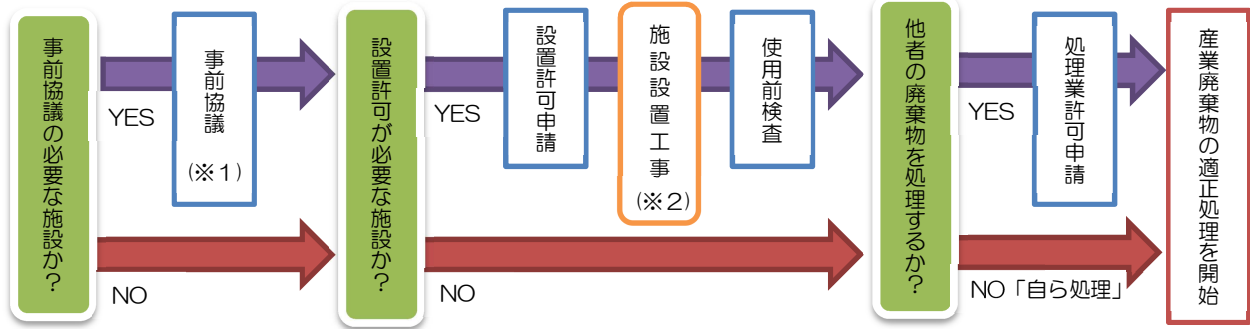 事前協議の必要な施設か？
YES
事前協議
(※1)
NO
設置許可が必要な施設か？
YES
設置許可申請
施設設置工事
(※2)
使用前検査
NO
他者の廃棄物を処理するか？
YES
処理業許可申請
NO「自ら処理」
産業廃棄物の適正処理を開始